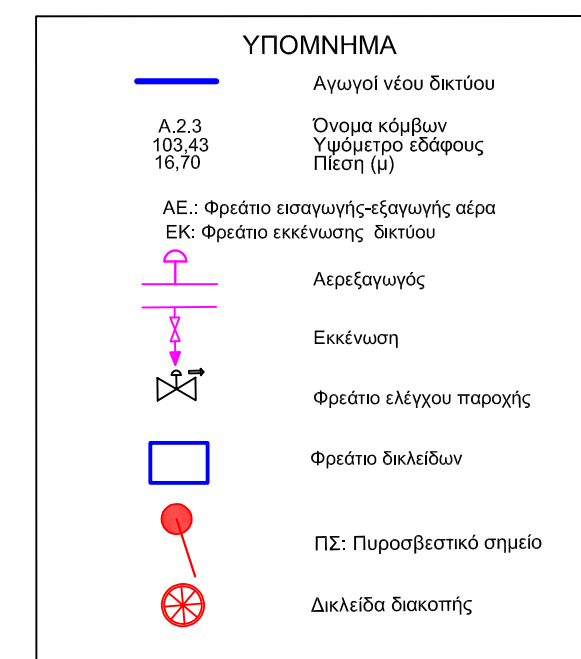 ΥΠΟΜΝΗΜΑ
Αγωγοί νέου δικτύου
Α.2.3 Όνομα κόμβων
103,43 Υψόμετρο εδάφους
16,70 Πίεση (μ)
ΑΕ.: Φρεάτιο εισαγωγής-εξαγωγής αέρα
ΕΚ: Φρεάτιο εκκένωσης δικτύου
Αερεξαγωγός
Εκκένωση
Φρεάτιο ελέγχου παροχής
Φρεάτιο δικλείδων
ΠΣ: Πυροσβεστικό σημείο
Δικλείδα διακοπής